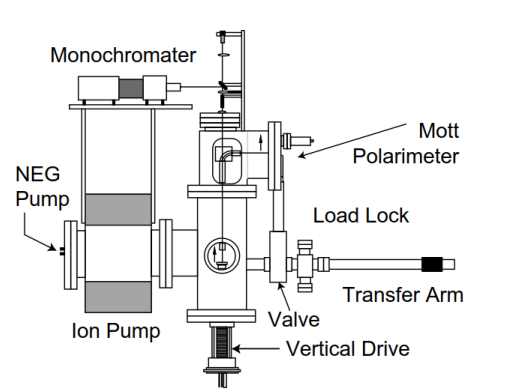 Monochromater
Mott
Polarimeter
NEG
Pump
Load Lock
Transfer Arm
Valve
Ion Pump
Vertical Drive